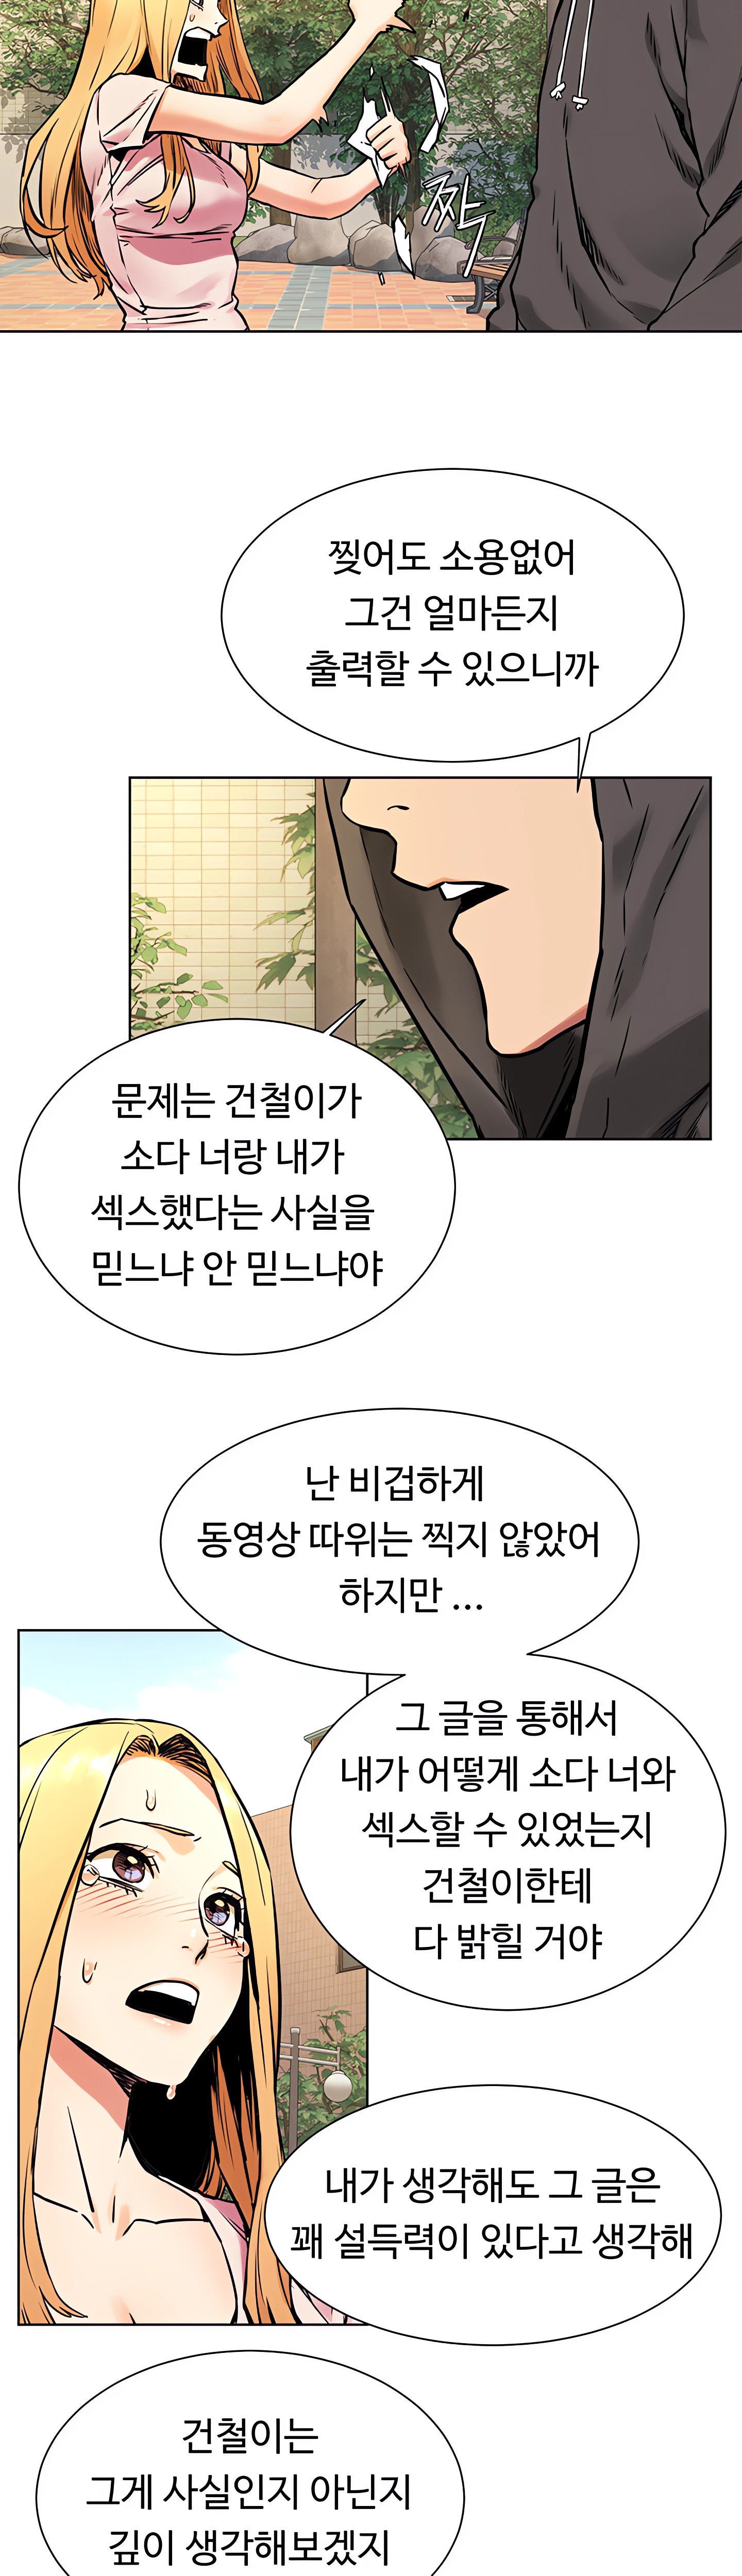 짜악
찢어도 소용없어
그건 얼마든지
출력할 수 있으니까
문제는 건철이가
소다 너랑 내가
섹스했다는 사실을
믿느냐 안 믿느냐야
난 비겁하게
동영상 따위는 찍지 않았어
하지만 ...
그 글을 통해서
내가 어떻게 소다 너와
섹스할 수 있었는지
건철이한테
다 밝힐 거야
내가 생각해도 그 글은
꽤 설득력이 있다고 생각해
건철이는
그게 사실인지 아닌지
깊이 생각해보겠지